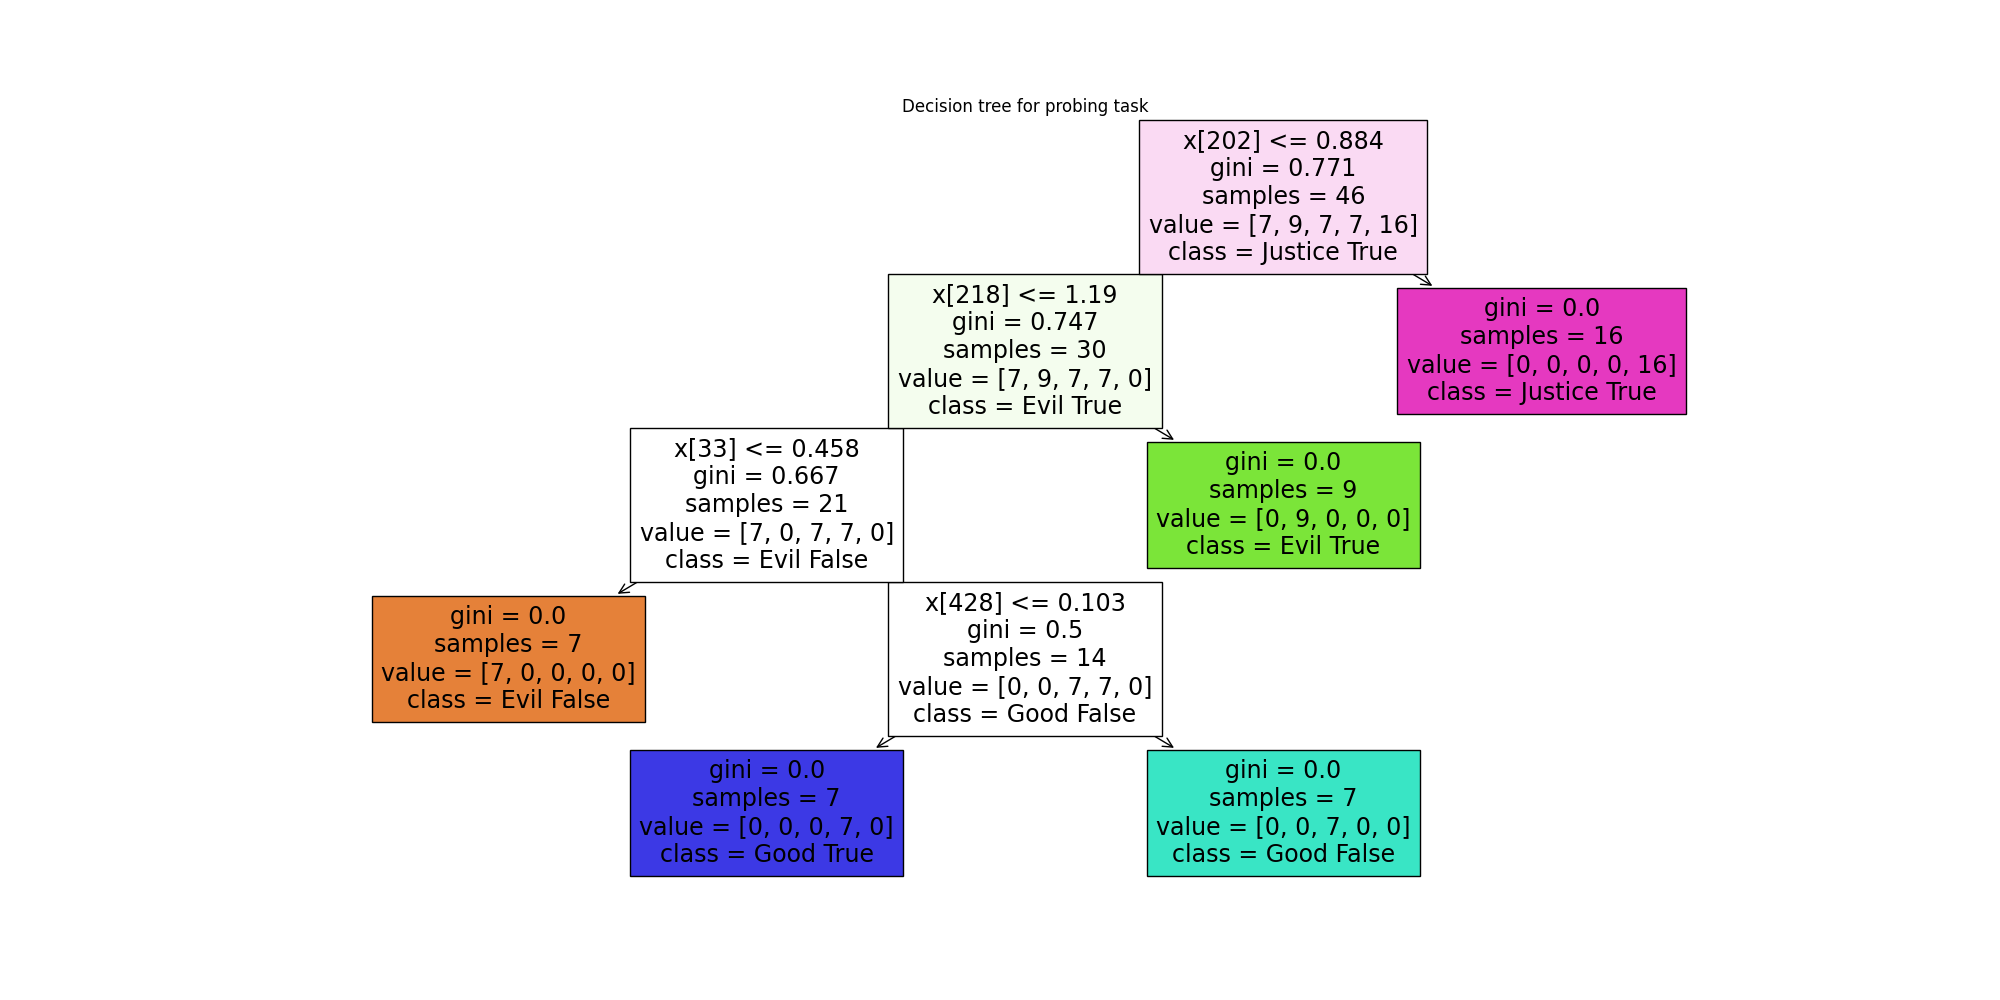 Decision tree for probing task
x[202] <= 0.884
gini = 0.771
samples = 46
value = [7, 9, 7, 7, 16]
class = Justice True
x[218] <= 1.19
gini = 0.747
samples = 30
value = [7, 9, 7, 7, 0]
class = Evil True
gini = 0.0
samples = 16
value = [0, 0, 0, 0, 16]
class = Justice True
x[33] <= 0.458
gini = 0.667
samples = 21
value = [7, 0, 7, 7, 0]
class = Evil False
gini = 0.0
samples = 9
value = [0, 9, 0, 0, 0]
class = Evil True
gini = 0.0
samples = 7
value = [7, 0, 0, 0, 0]
class = Evil False
x[428] <= 0.103
gini = 0.5
samples = 14
value = [0, 0, 7, 7, 0]
class = Good False
gini = 0.0
samples = 7
value = [0, 0, 0, 7, 0]
class = Good True
gini = 0.0
samples = 7
value = [0, 0, 7, 0, 0]
class = Good False